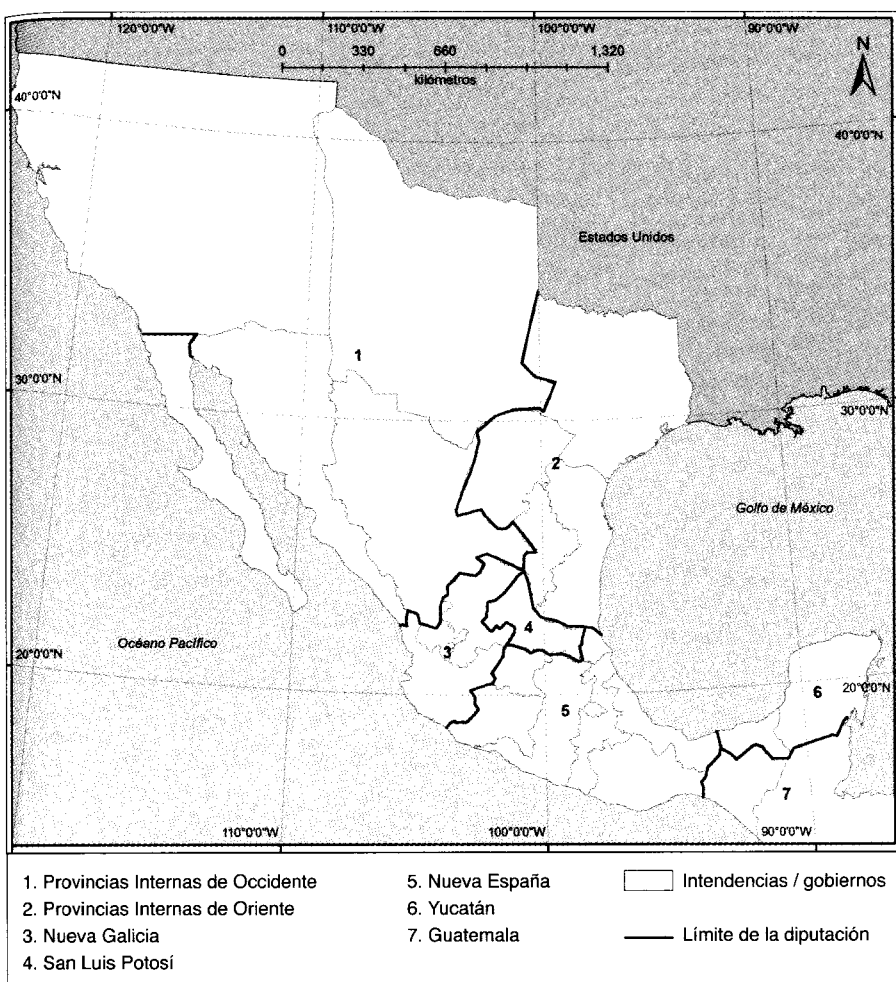 120°0'0"W 110°0'0"W 100°0'0"W 90°0'0"W
0 330 660 1.320
kilómetros
N
40°0'0"N 40°0'0"N
Estados Unidos
1
30°0'0"N 30°0'0"N
2
Golfo de México
Océano Pacífico
4
3
20°0'0"N 20°0'0"N
6
5
7
110°0'0"W 100°0'0"W 90°0'0"W
1. Provincias Internas de Occidente
2. Provincias Internas de Oriente
3. Nueva Galicia
4. San Luis Potosí
5. Nueva España
6. Yucatán
7. Guatemala
Intendencias / gobiernos
Límite de la diputación